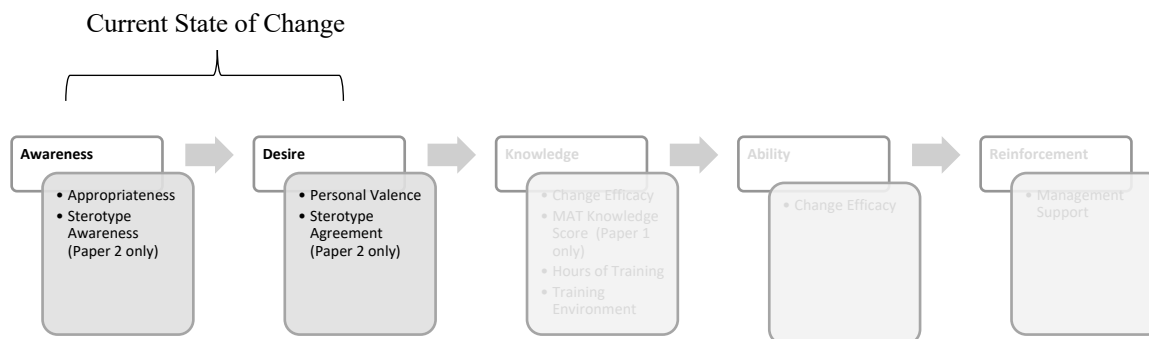 Current State of Change
Awareness
• Appropriateness
• Sterotype
Awareness
(Paper 2 only)
Desire
• Personal Valence
• Sterotype
Agreement
(Paper 2 only)
Knowledge
• Change Efficacy
• MAT Knowledge
Score (Paper 1
only)
• Hours of Training
• Training
Environment
Ability
• Change Efficacy
Reinforcement
• Management
Support